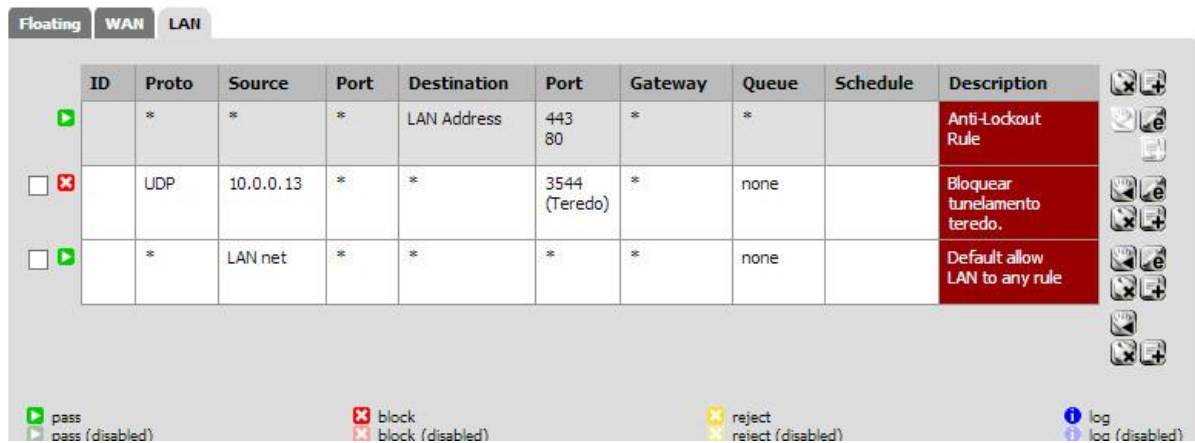 Floating WAN LAN
ID Proto Source Port Destination Port Gateway Queue Schedule Description
* * * LAN Address 443 * * Anti-Lockout
80 Rule
UDP 10.0.0.13 * * 3544 * none Bloquear
(Teredo) tunelamento
teredo.
* LAN net * * * * none Default allow
LAN to any rule
pass block reject log
pass (disabled) block (disabled) reject (disabled) log (disabled)